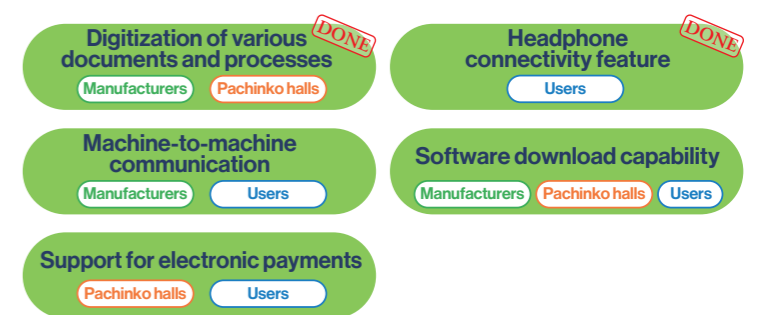 Digitization of various
documents and processes
DONE
Manufacturers Pachinko halls
Headphone
connectivity feature
DONE
Users
Machine-to-machine
communication
Manufacturers Users
Software download capability
Manufacturers Pachinko halls Users
Support for electronic payments
Pachinko halls Users